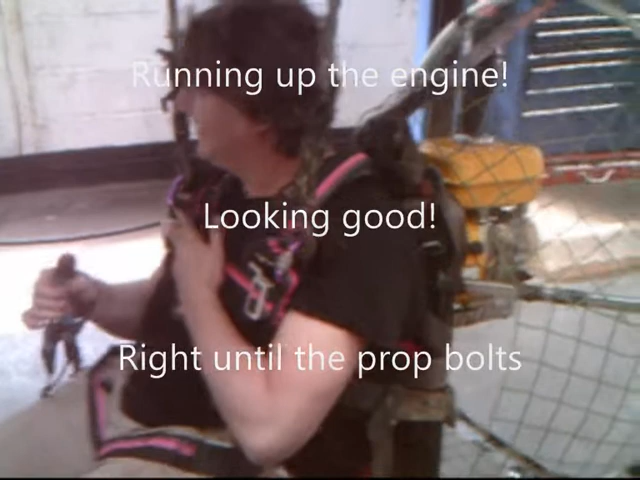 Running up the engine!
Looking good!
Right until the prop bolts